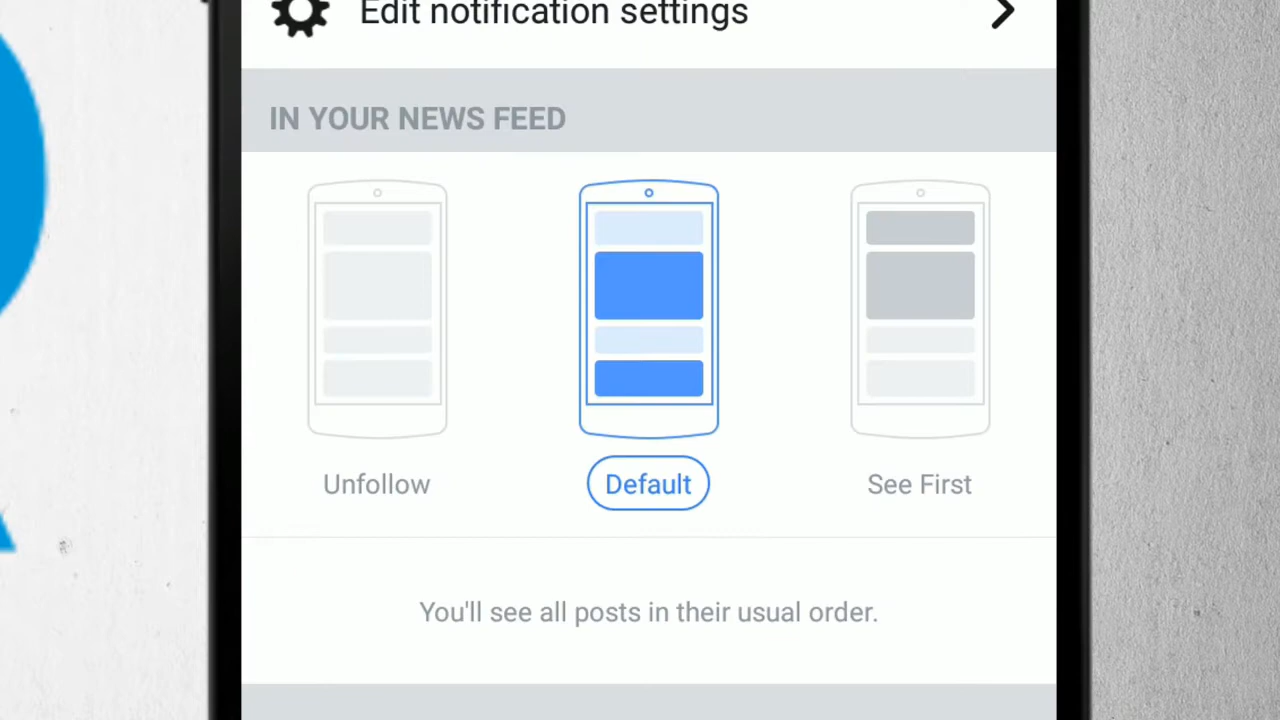 Edit notification settings
IN YOUR NEWS FEED
Unfollow
Default
See First
You'll see all posts in their usual order.